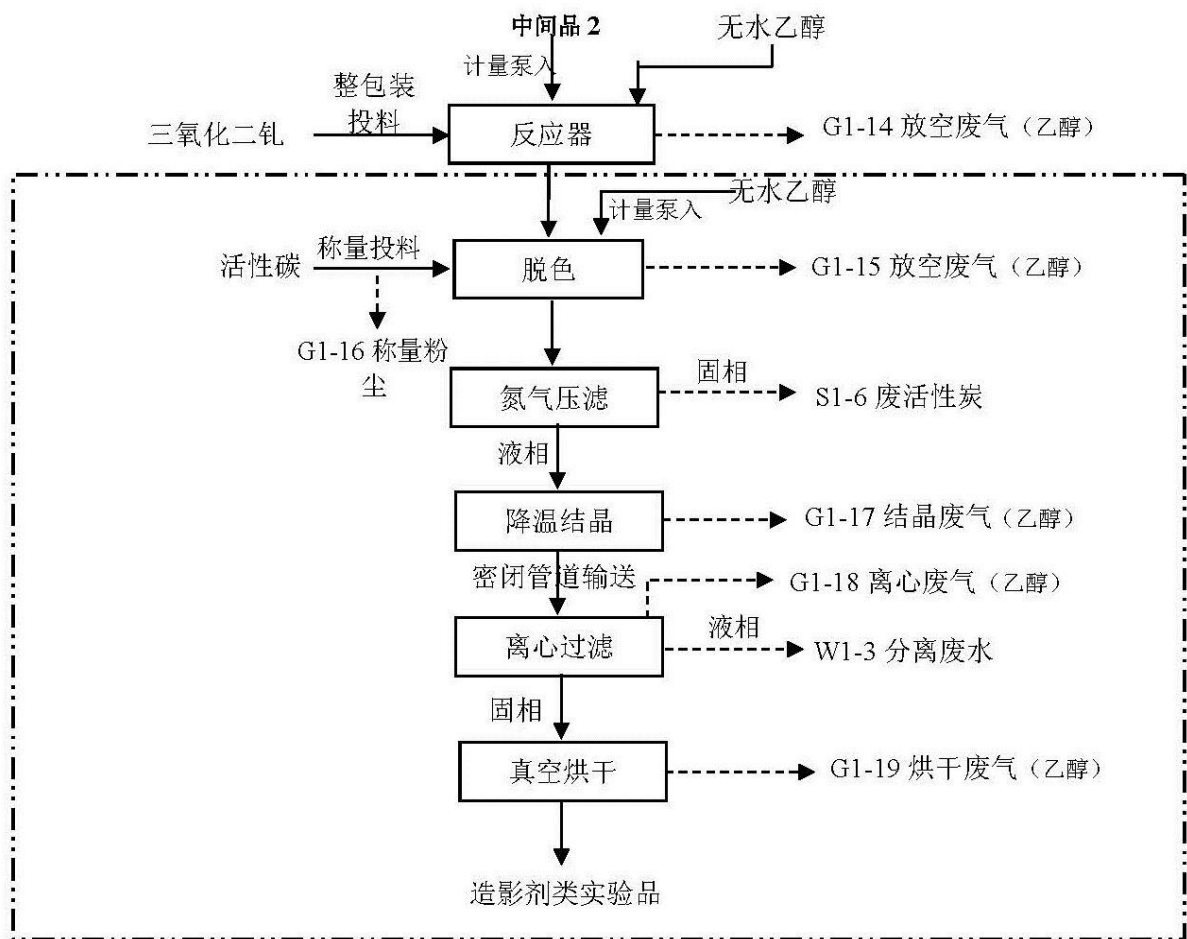 中间品 2
无水乙醇
计量泵入
整包装
投料
三氧化二钆
反应器
G1-14 放空废气（乙醇）
无水乙醇
计量泵入
称量投料
活性碳
脱色
G1-15 放空废气（乙醇）
G1-16 称量粉
尘
固相
氮气压滤
S1-6 废活性炭
液相
降温结晶
G1-17 结晶废气（乙醇）
密闭管道输送
G1-18 离心废气（乙醇）
液相
离心过滤
W1-3 分离废水
固相
真空烘干
G1-19 烘干废气（乙醇）
造影剂类实验品